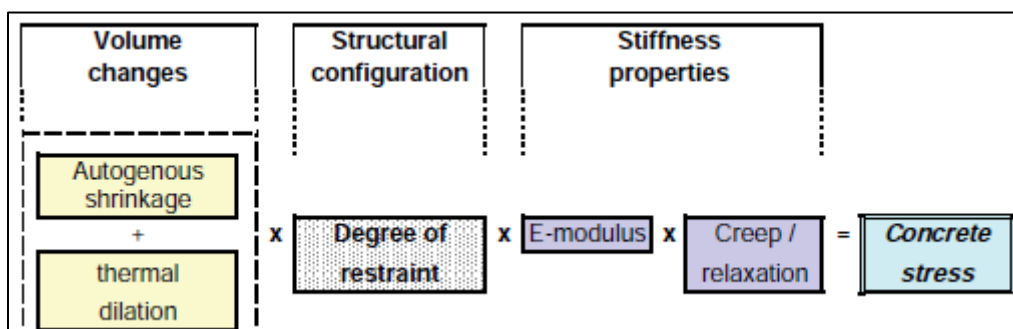 Volume
changes
Structural
configuration
Stiffness
properties
Autogenous
shrinkage
+
thermal
dilation
x
Degree of
restraint
x
E-modulus
x
Creep /
relaxation
=
Concrete
stress